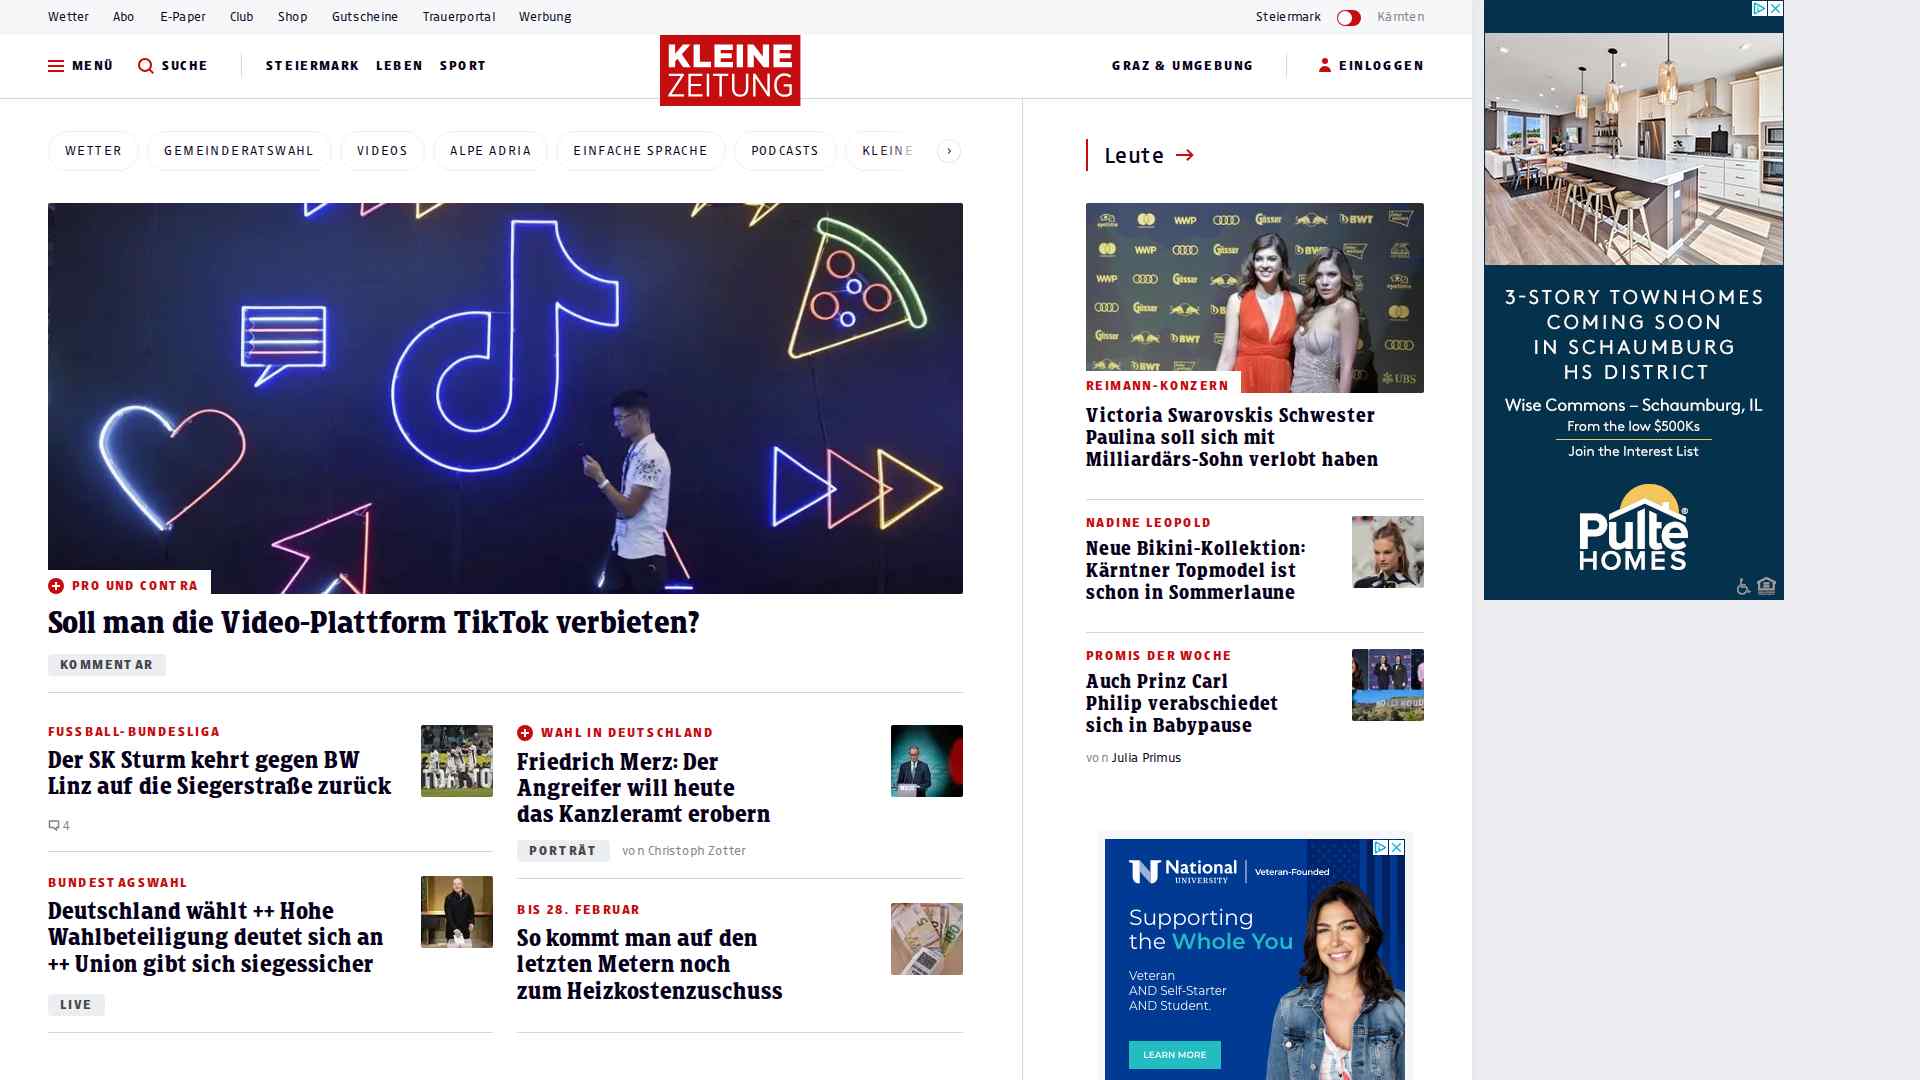 Wetter Abo E-Paper Club Shop Gutscheine Trauerportal Werbung
Steiermark Kärnten
MENÜ SUCHE STEIERMARK LEBEN SPORT
KLEINE
ZEITUNG
GRAZ & UMGEBUNG EINLOGGEN
WETTER GEMEINDERATSWAHL VIDEOS ALPE ADRIA EINFACHE SPRACHE PODCASTS KLEINE
PRO UND CONTRA
Soll man die Video-Plattform TikTok verbieten?
KOMMENTAR
FUSSBALL-BUNDESLIGA
Der SK Sturm kehrt gegen BW
Linz auf die Siegerstraße zurück
4
BUNDESTAGSWAHL
Deutschland wählt ++ Hohe
Wahlbeteiligung deutet sich an
++ Union gibt sich siegessicher
LIVE
WAHL IN DEUTSCHLAND
Friedrich Merz: Der
Angreifer will heute
das Kanzleramt erobern
PORTRÄT von Christoph Zotter
BIS 28. FEBRUAR
So kommt man auf den
letzten Metern noch
zum Heizkostenzuschuss
Leute
REIMANN-KONZERN
Victoria Swarovskis Schwester
Paulina soll sich mit
Milliardärs-Sohn verlobt haben
NADINE LEOPOLD
Neue Bikini-Kollektion:
Kärntner Topmodel ist
schon in Sommerlaune
PROMIS DER WOCHE
Auch Prinz Carl
Philip verabschiedet
sich in Babypause
von Julia Primus
National
UNIVERSITY
Veteran-Founded
Supporting
the Whole You
Veteran
AND Self-Starter
AND Student.
LEARN MORE
3-STORY TOWNHOMES
COMING SOON
IN SCHAUMBURG
HS DISTRICT
Wise Commons – Schaumburg, IL
From the low $500Ks
Join the Interest List
Pulte®
HOMES